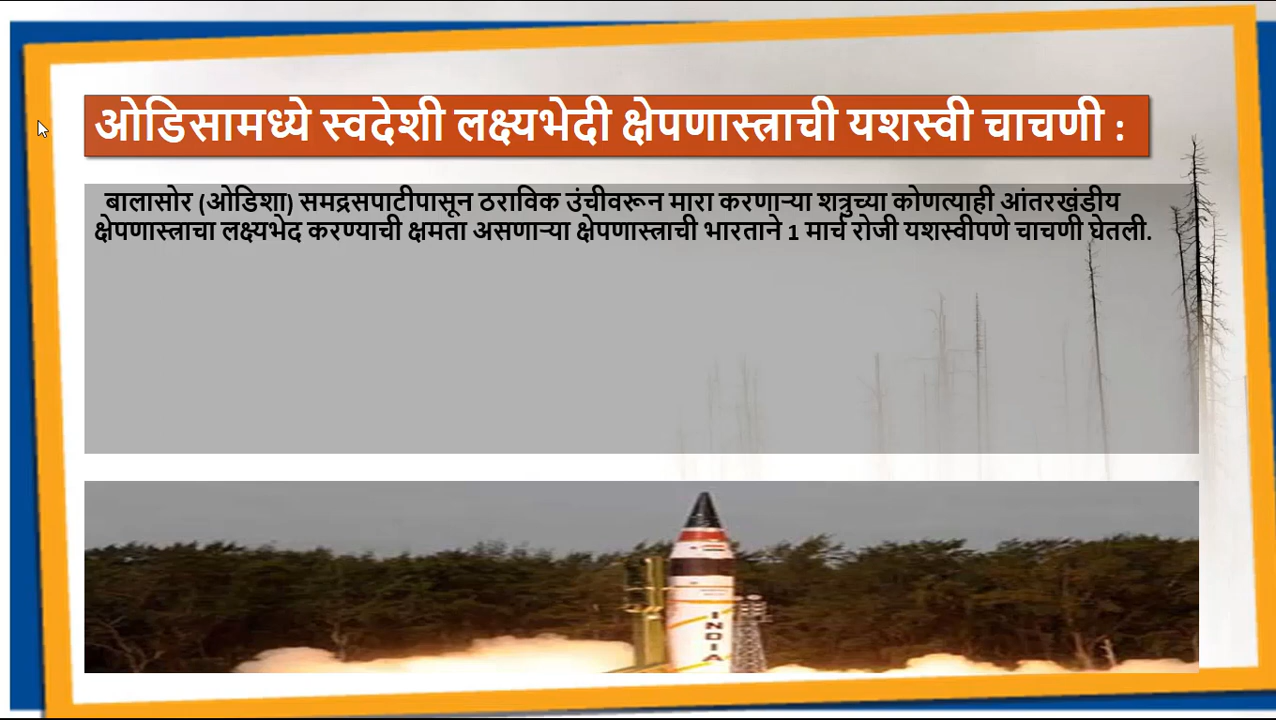 ओडिसामध्ये स्वदेशी लक्ष्यभेदी क्षेपणास्त्राची यशस्वी चाचणी :
बालासोर (ओडिशा) समद्रसपाटीपासून ठराविक उंचीवरून मारा करणाऱ्या शत्रुच्या कोणत्याही आंतरखंडीय
क्षेपणास्त्राचा लक्ष्यभेद करण्याची क्षमता असणाऱ्या क्षेपणास्त्राची भारताने 1 मार्च रोजी यशस्वीपणे चाचणी घेतली.
INDIA